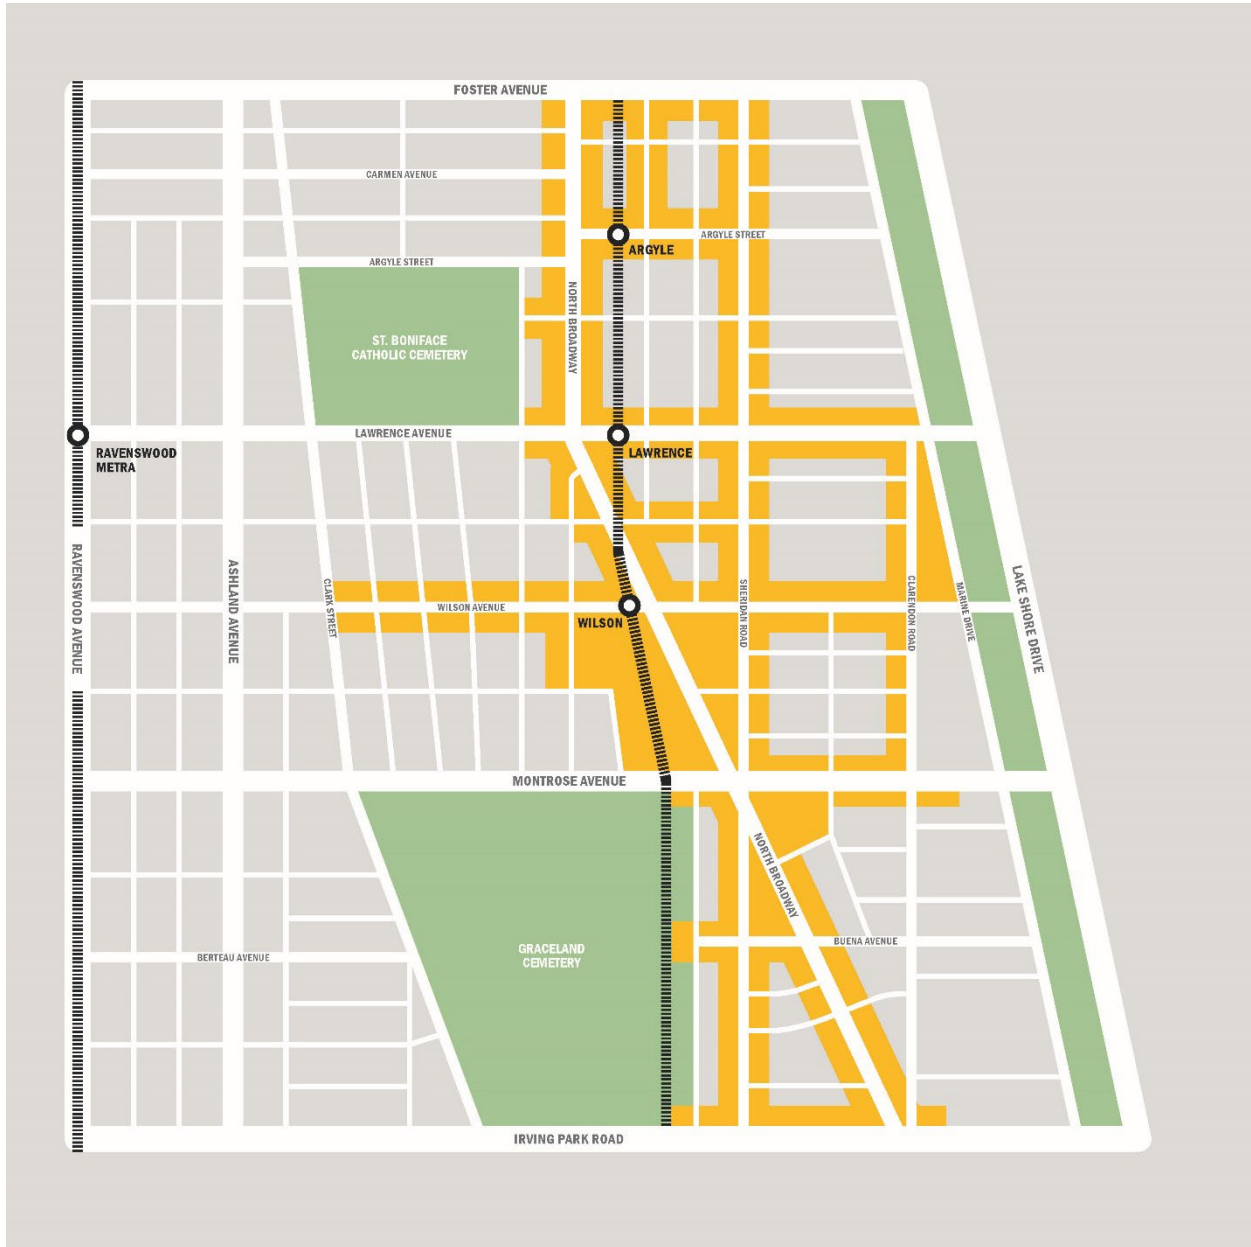 FOSTER AVENUE
CARMEN AVENUE
ARGYLE STREET
ARGYLE
ARGYLE STREET
NORTH BROADWAY
ST. BONIFACE
CATHOLIC CEMETERY
LAWRENCE AVENUE
RAVENSWOOD
METRA
LAWRENCE
RAVENSWOOD AVENUE
ASHLAND AVENUE
CLARK STREET
WILSON AVENUE
WILSON
SHERIDAN ROAD
CLARENDON ROAD
MARINE DRIVE
LAKE SHORE DRIVE
MONTROSE AVENUE
NORTH BROADWAY
GRACELAND
CEMETERY
BUENA AVENUE
BERTEAU AVENUE
IRVING PARK ROAD